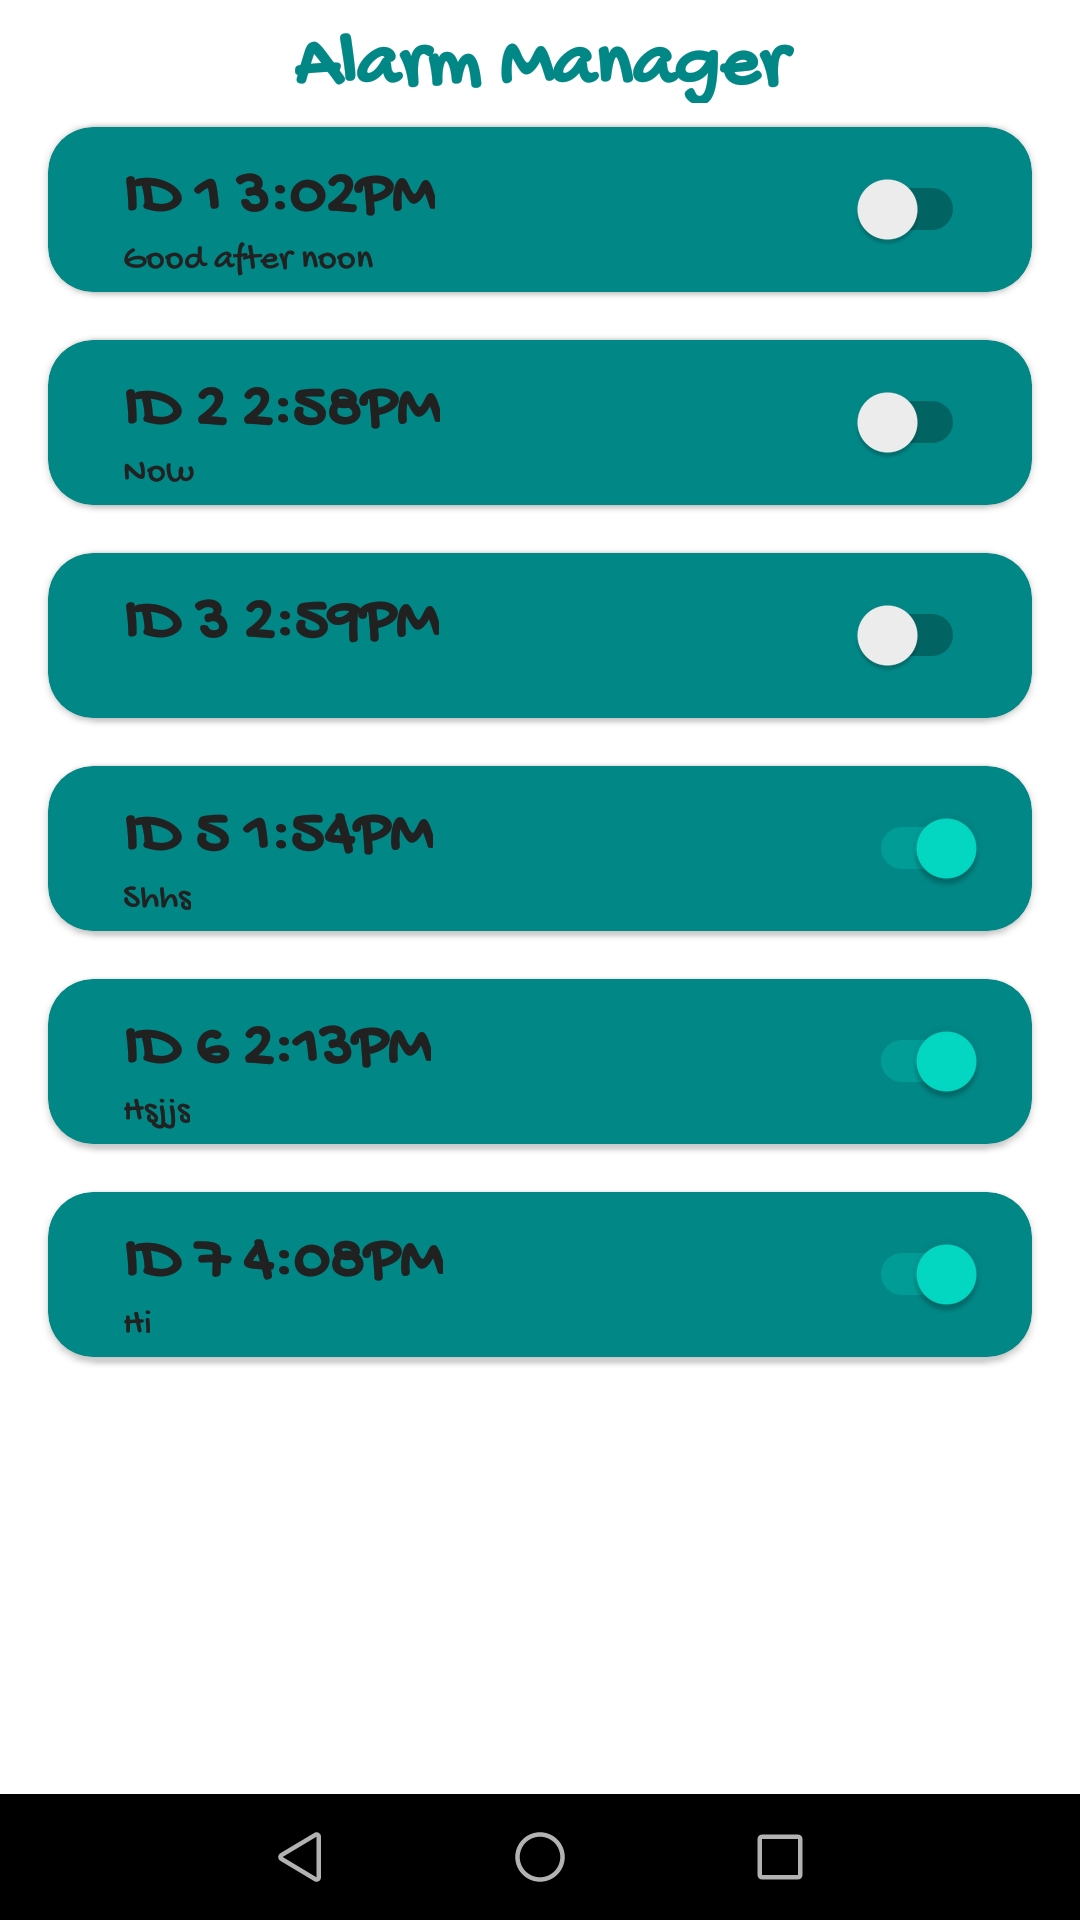 Alarm Manager
ID 1 3:02PM
Good after noon
ID 2 2:58PM
Now
ID 3 2:59PM
ID 5 1:54PM
Shhs
ID 6 2:13PM
Hsjjs
ID 7 4:08PM
Hi